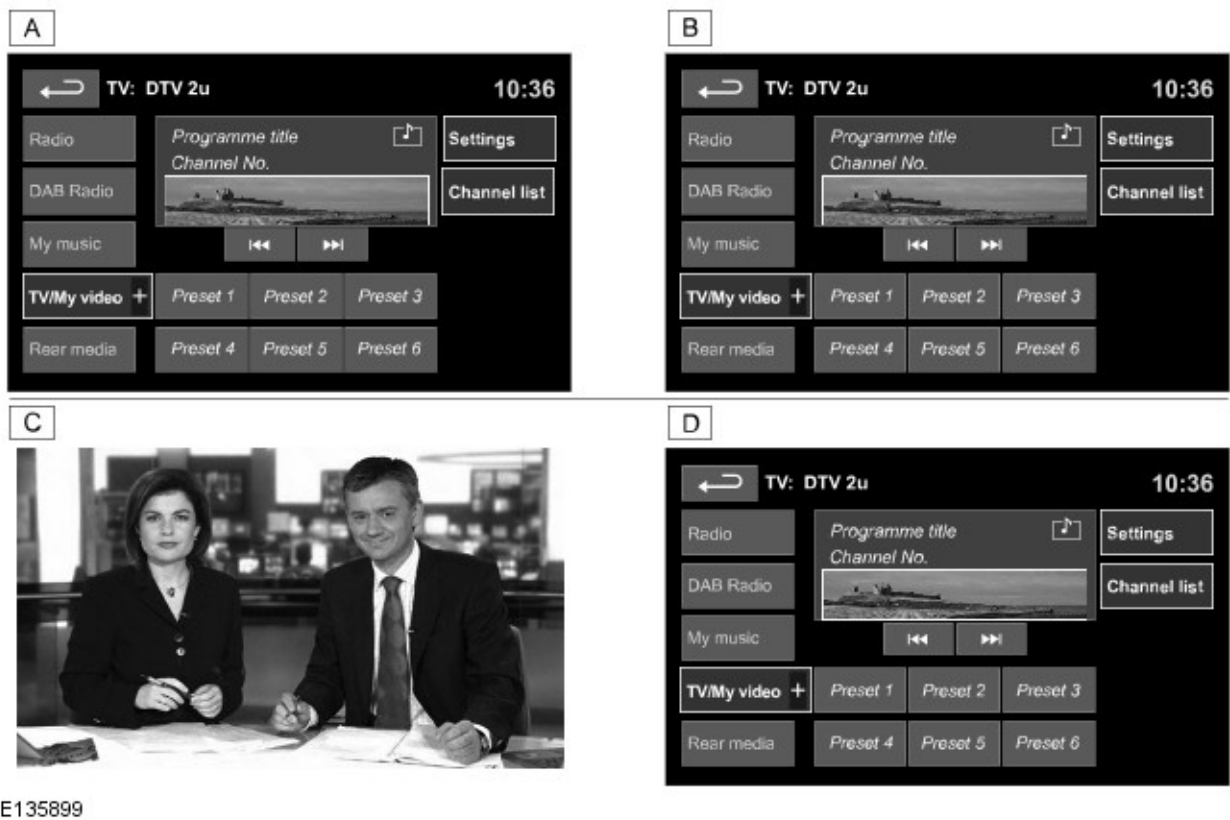 A
TV: DTV 2u 10:36
Radio
Programme title
Settings
Channel No.
DAB Radio
Channel list
My music
TV/My video +
Preset 1 Preset 2 Preset 3
Rear media
Preset 4 Preset 5 Preset 6
B
TV: DTV 2u 10:36
Radio
Programme title
Settings
Channel No.
DAB Radio
Channel list
My music
TV/My video +
Preset 1 Preset 2 Preset 3
Rear media
Preset 4 Preset 5 Preset 6
C
D
TV: DTV 2u 10:36
Radio
Programme title
Settings
Channel No.
DAB Radio
Channel list
My music
TV/My video +
Preset 1 Preset 2 Preset 3
Rear media
Preset 4 Preset 5 Preset 6
E135899